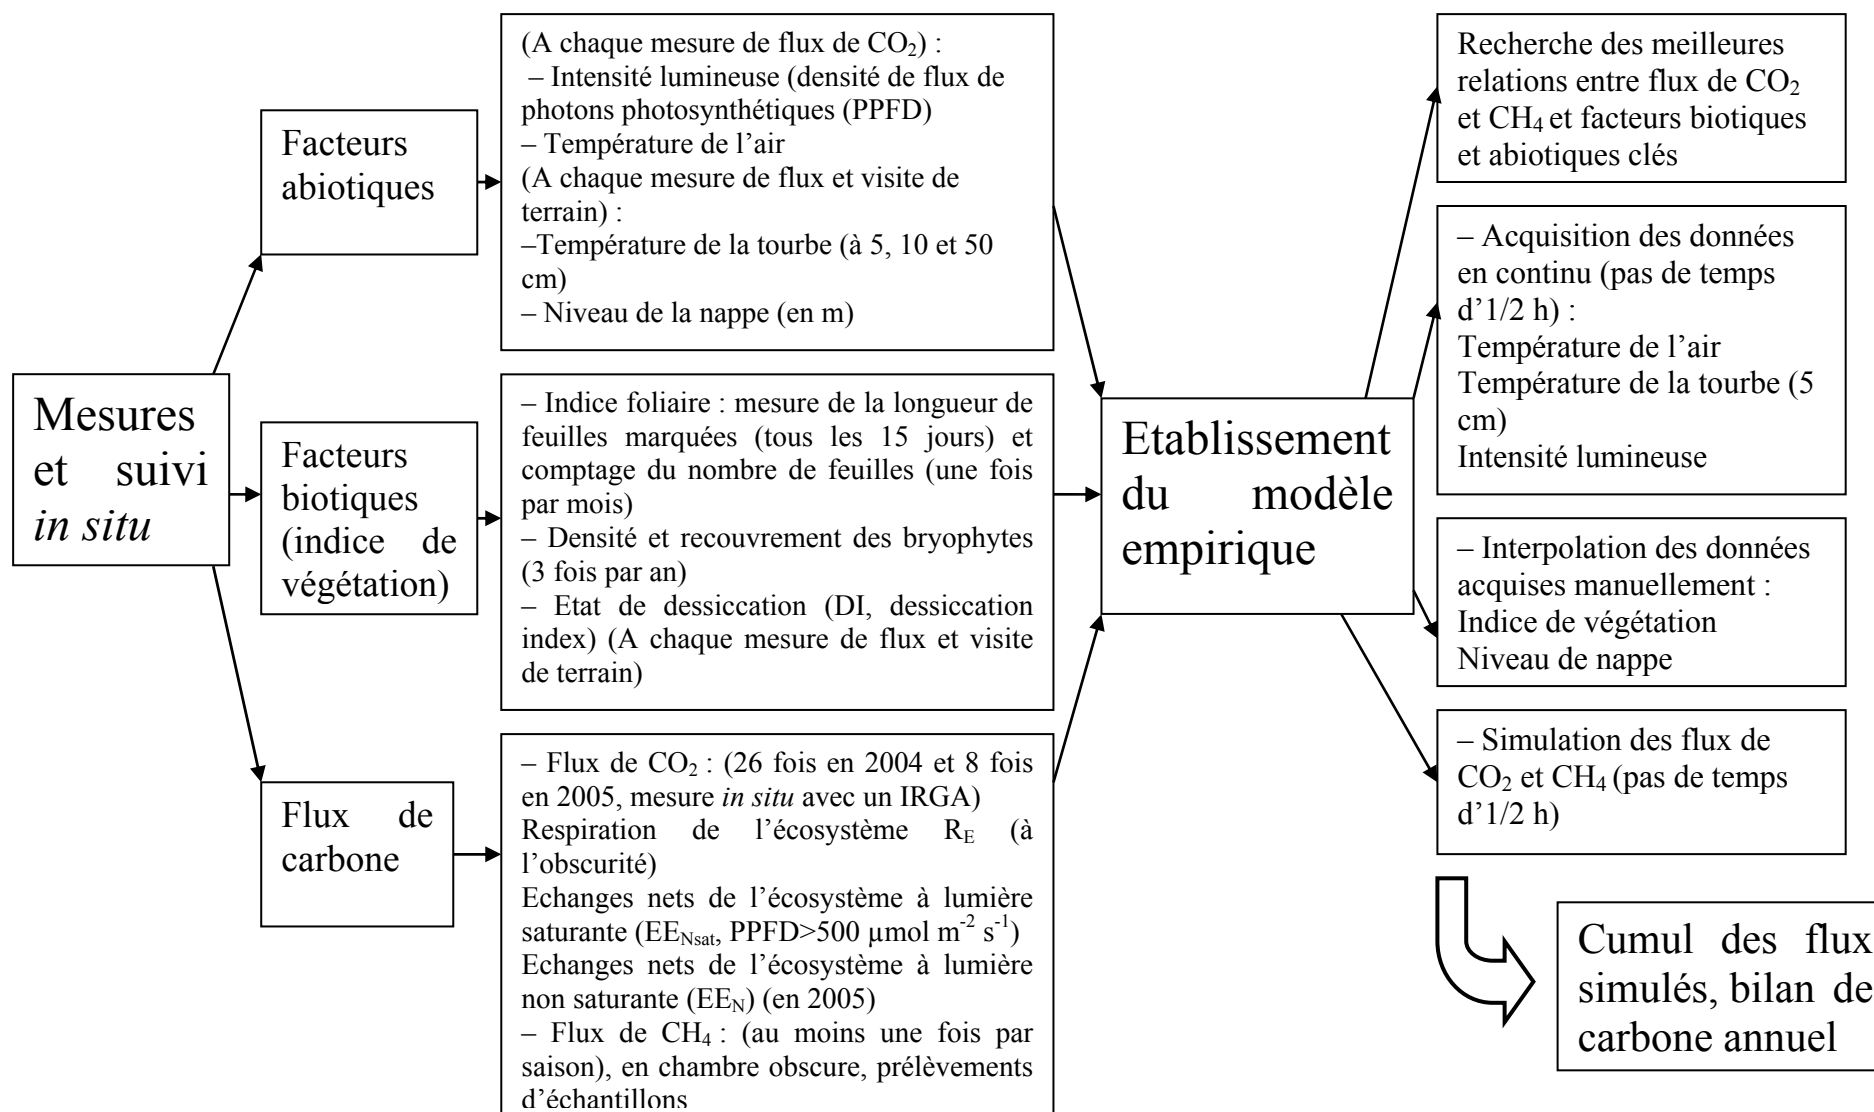 Mesures
et suivi
in situ
Facteurs
abiotiques
(A chaque mesure de flux de CO₂) :
– Intensité lumineuse (densité de flux de
photons photosynthétiques (PPFD)
– Température de l’air
(A chaque mesure de flux et visite de
terrain) :
–Température de la tourbe (à 5, 10 et 50
cm)
– Niveau de la nappe (en m)
Facteurs
biotiques
(indice de
végétation)
– Indice foliaire : mesure de la longueur de
feuilles marquées (tous les 15 jours) et
comptage du nombre de feuilles (une fois
par mois)
– Densité et recouvrement des bryophytes
(3 fois par an)
– Etat de dessiccation (DI, dessiccation
index) (A chaque mesure de flux et visite
de terrain)
Flux de
carbone
– Flux de CO₂ : (26 fois en 2004 et 8 fois
en 2005, mesure in situ avec un IRGA)
Respiration de l’écosystème R_E (à
l’obscurité)
Echanges nets de l’écosystème à lumière
saturante (EE_Nsat, PPFD>500 µmol m⁻² s⁻¹)
Echanges nets de l’écosystème à lumière
non saturante (EE_N) (en 2005)
– Flux de CH₄ : (au moins une fois par
saison), en chambre obscure, prélèvements
d’échantillons
Etablissement
du modèle
empirique
Recherche des meilleures
relations entre flux de CO₂
et CH₄ et facteurs biotiques
et abiotiques clés
– Acquisition des données
en continu (pas de temps
d’1/2 h) :
Température de l’air
Température de la tourbe (5
cm)
Intensité lumineuse
– Interpolation des données
acquises manuellement :
Indice de végétation
Niveau de nappe
– Simulation des flux de
CO₂ et CH₄ (pas de temps
d’1/2 h)
Cumul des flux
simulés, bilan de
carbone annuel